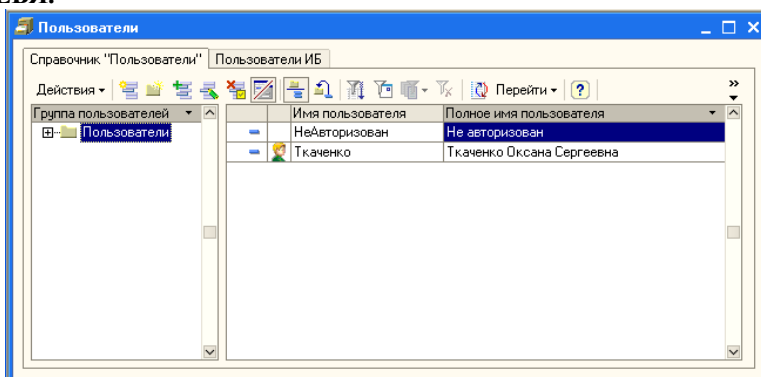 Пользователи
Справочник "Пользователи" Пользователи ИБ
Действия Перейти
Группа пользователей Имя пользователя Полное имя пользователя
Пользователи НеАвторизован Не авторизован
Ткаченко Ткаченко Оксана Сергеевна